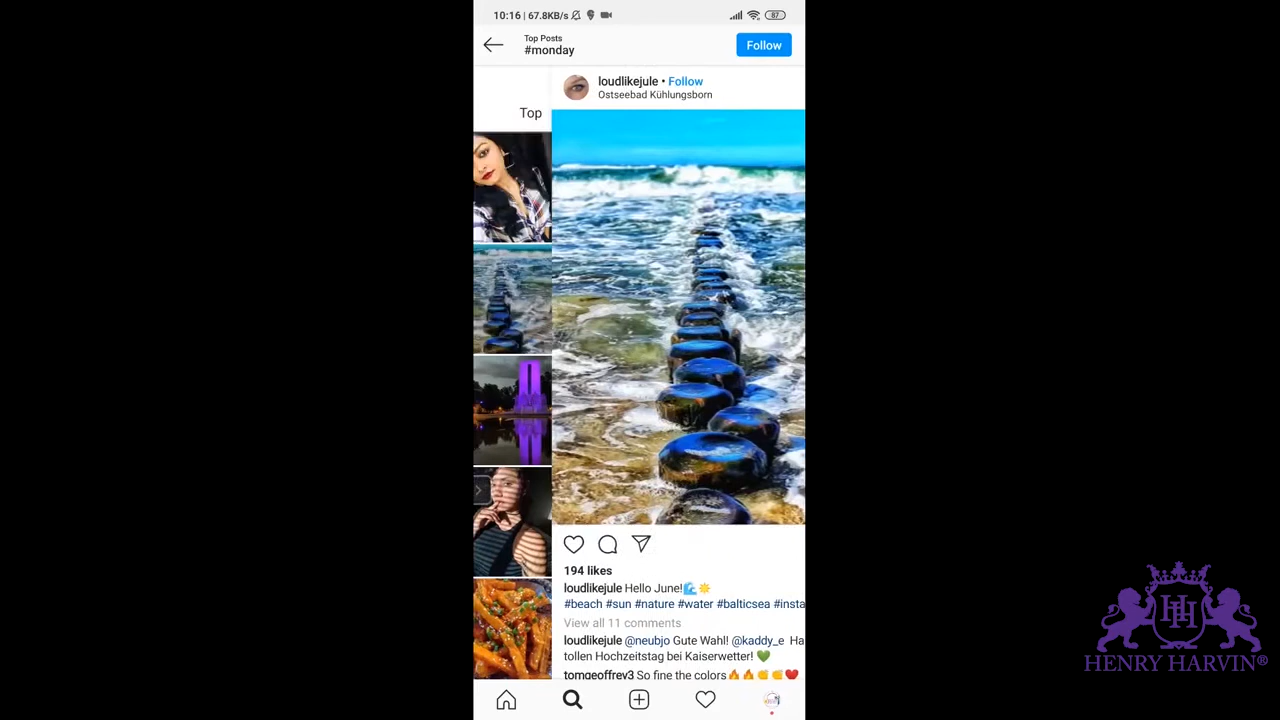 10:16 | 67.8KB/s
87
Top Posts
#monday
Follow
loudlikejule • Follow
Ostseebad Kühlungsborn
Top
194 likes
loudlikejule Hello June!🌊☀️
#beach #sun #nature #water #balticsea #insta
View all 11 comments
loudlikejule @neubjo Gute Wahl! @kaddy_e Ha
tollen Hochzeitstag bei Kaiserwetter! 💚
tomgeoffrey3 So fine the colors🔥🔥👏👏❤️
HH
HENRY HARVIN®